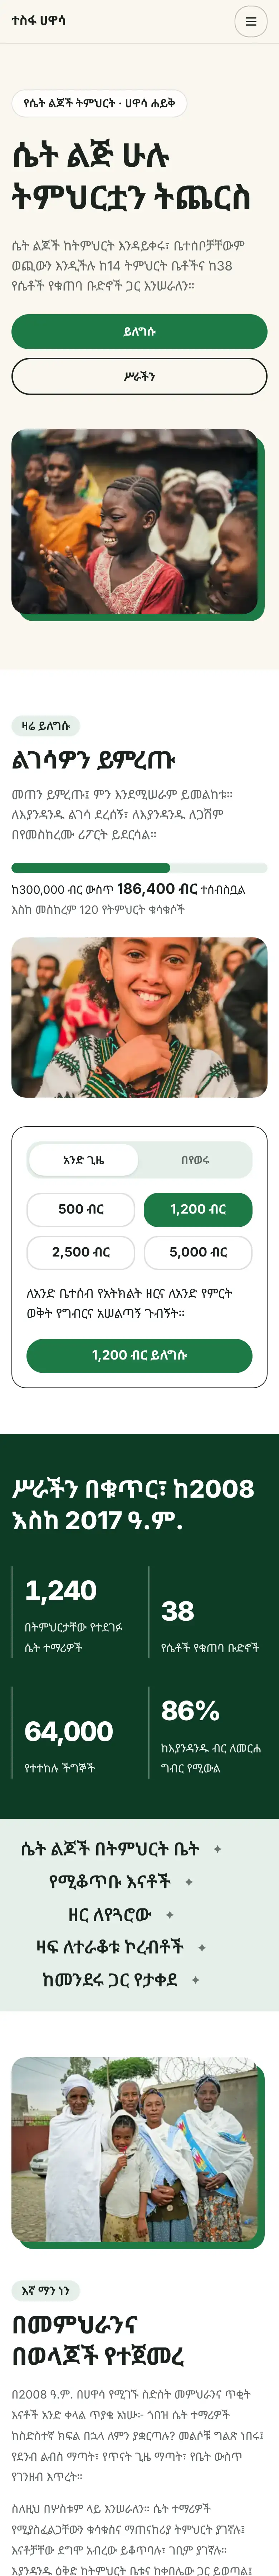 ተስፋ ሀዋሳ
የሴት ልጆች ትምህርት · ሀዋሳ ሐይቅ
ሴት ልጅ ሁሉ
ትምህርቷን ትጨርስ
ሴት ልጆች ከትምህርት እንዳይቀሩ፣ ቤተሰቦቻቸውም
ወጪውን እንዲችሉ ከ14 ትምህርት ቤቶችና ከ38
የሴቶች የቁጠባ ቡድኖች ጋር እንሠራለን።
ይለግሱ
ሥራችን
ዛሬ ይለግሱ
ልገሳዎን ይምረጡ
መጠን ይምረጡ፤ ምን እንደሚሠራም ይመልከቱ።
ለእያንዳንዱ ልገሳ ደረሰኝ፣ ለእያንዳንዱ ለጋሽም
በየመስከረሙ ሪፖርት ይደርሳል።
ከ300,000 ብር ውስጥ 186,400 ብር ተሰብስቧል
እስከ መስከረም 120 የትምህርት ቁሳቁሶች
አንድ ጊዜ
በየወሩ
500 ብር
1,200 ብር
2,500 ብር
5,000 ብር
ለአንድ ቤተሰብ የአትክልት ዘርና ለአንድ የምርት
ወቅት የግብርና አሠልጣኝ ጉብኝት።
1,200 ብር ይለግሱ
ሥራችን በቁጥር፣ ከ2008
እስከ 2017 ዓ.ም.
1,240
በትምህርታቸው የተደገፉ
ሴት ተማሪዎች
38
የሴቶች የቁጠባ ቡድኖች
64,000
የተተከሉ ችግኞች
86%
ከእያንዳንዱ ብር ለመርሐ
ግብር የሚውል
ሴት ልጆች በትምህርት ቤት ✦
የሚቆጥቡ እናቶች ✦
ዘር ለየጓሮው ✦
ዛፍ ለተራቆቱ ኮረብቶች ✦
ከመንደሩ ጋር የታቀደ ✦
እኛ ማን ነን
በመምህራንና
በወላጆች የተጀመረ
በ2008 ዓ.ም. በሀዋሳ የሚገኙ ስድስት መምህራንና ጥቂት
እናቶች አንድ ቀላል ጥያቄ አነሡ፦ ጎበዝ ሴት ተማሪዎች
ከስድስተኛ ክፍል በኋላ ለምን ያቋርጣሉ? መልሶቹ ግልጽ ነበሩ፤
የደንብ ልብስ ማጣት፣ የጥናት ጊዜ ማጣት፣ የቤት ውስጥ
የገንዘብ እጥረት።
ስለዚህ በሦስቱም ላይ እንሠራለን። ሴት ተማሪዎች
የሚያስፈልጋቸውን ቁሳቁስና ማጠናከሪያ ትምህርት ያገኛሉ፤
እናቶቻቸው ደግሞ አብረው ይቆጥባሉ፣ ገቢም ያገኛሉ።
እያንዳንዱ ዕቅድ ከትምህርት ቤቱና ከቀበሌው ጋር ይወጣል፤